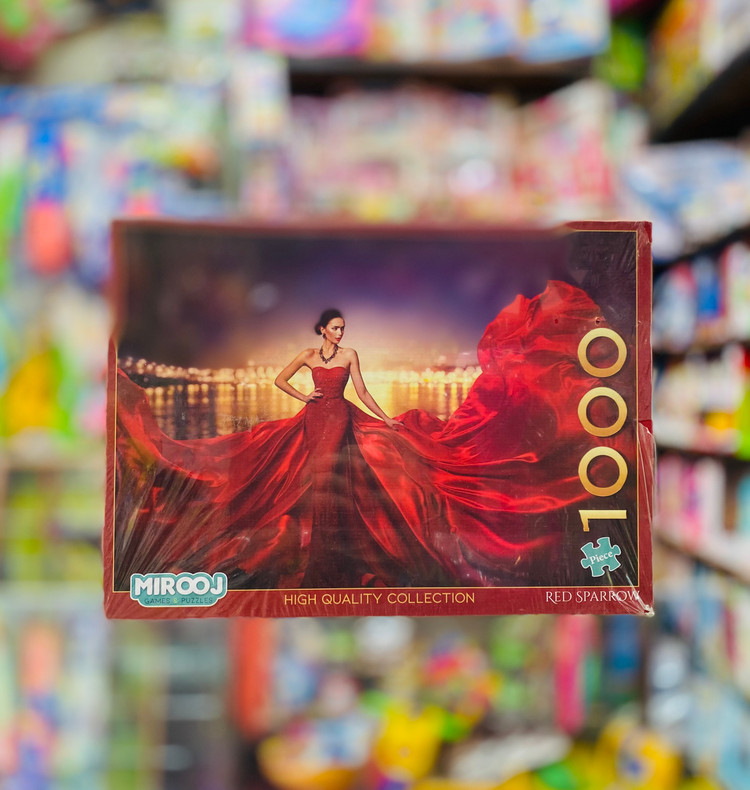 1000
Piece
MIROOJ
GAMES & PUZZLES
HIGH QUALITY COLLECTION
RED SPARROW